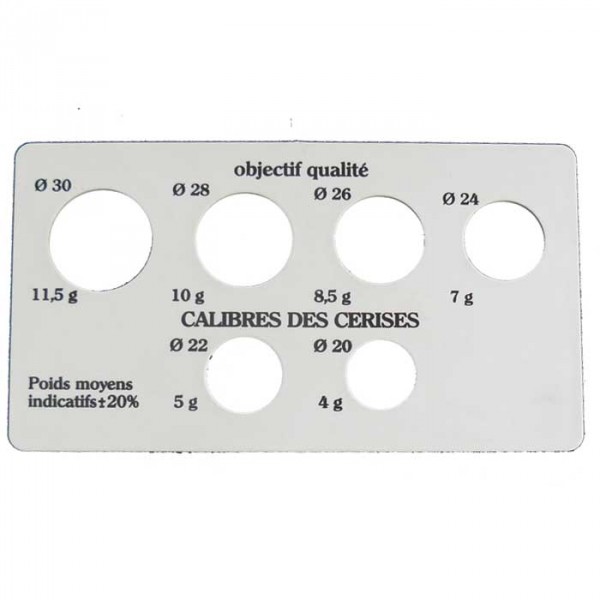 objectif qualité
Ø 30 Ø 28 Ø 26 Ø 24
11,5 g 10 g 8,5 g 7 g
CALIBRES DES CERISES
Ø 22 Ø 20
5 g 4 g
Poids moyens
indicatifs±20%